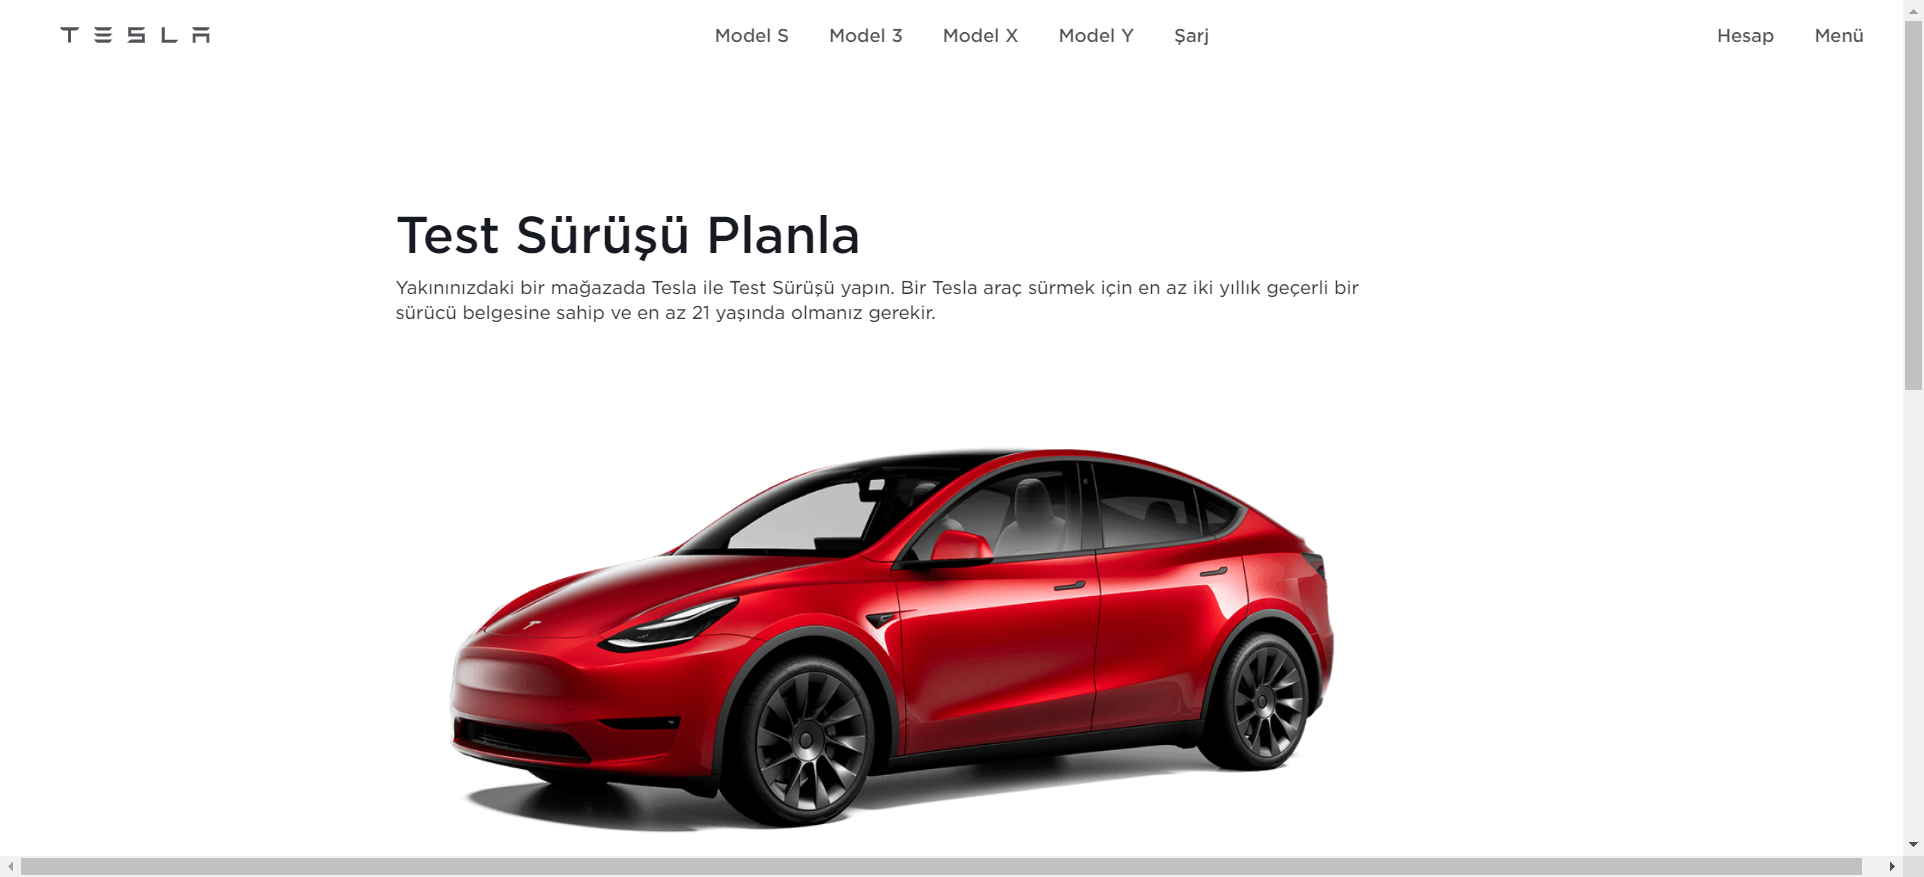 TESLA
Model S
Model 3
Model X
Model Y
Şarj
Hesap
Menü
Test Sürüşü Planla
Yakınınızdaki bir mağazada Tesla ile Test Sürüşü yapın. Bir Tesla araç sürmek için en az iki yıllık geçerli bir
sürücü belgesine sahip ve en az 21 yaşında olmanız gerekir.